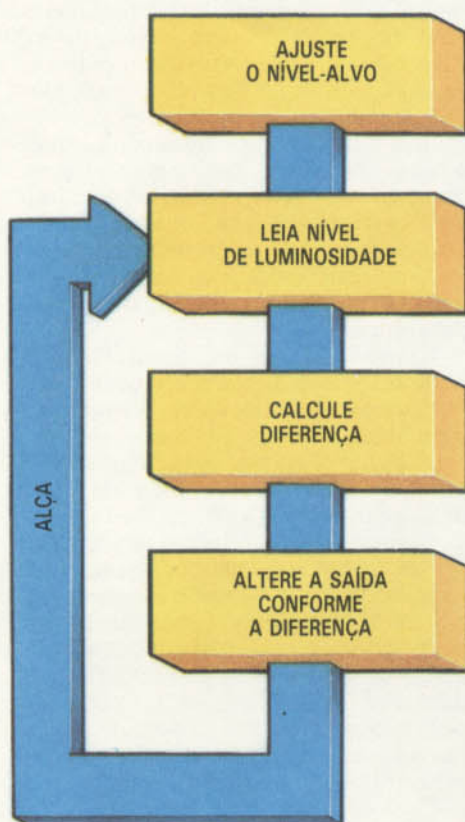 AJUSTE
O NÍVEL-ALVO
LEIA NÍVEL
DE LUMINOSIDADE
CALCULE
DIFERENÇA
ALTERE A SAÍDA
CONFORME
A DIFERENÇA
ALÇA